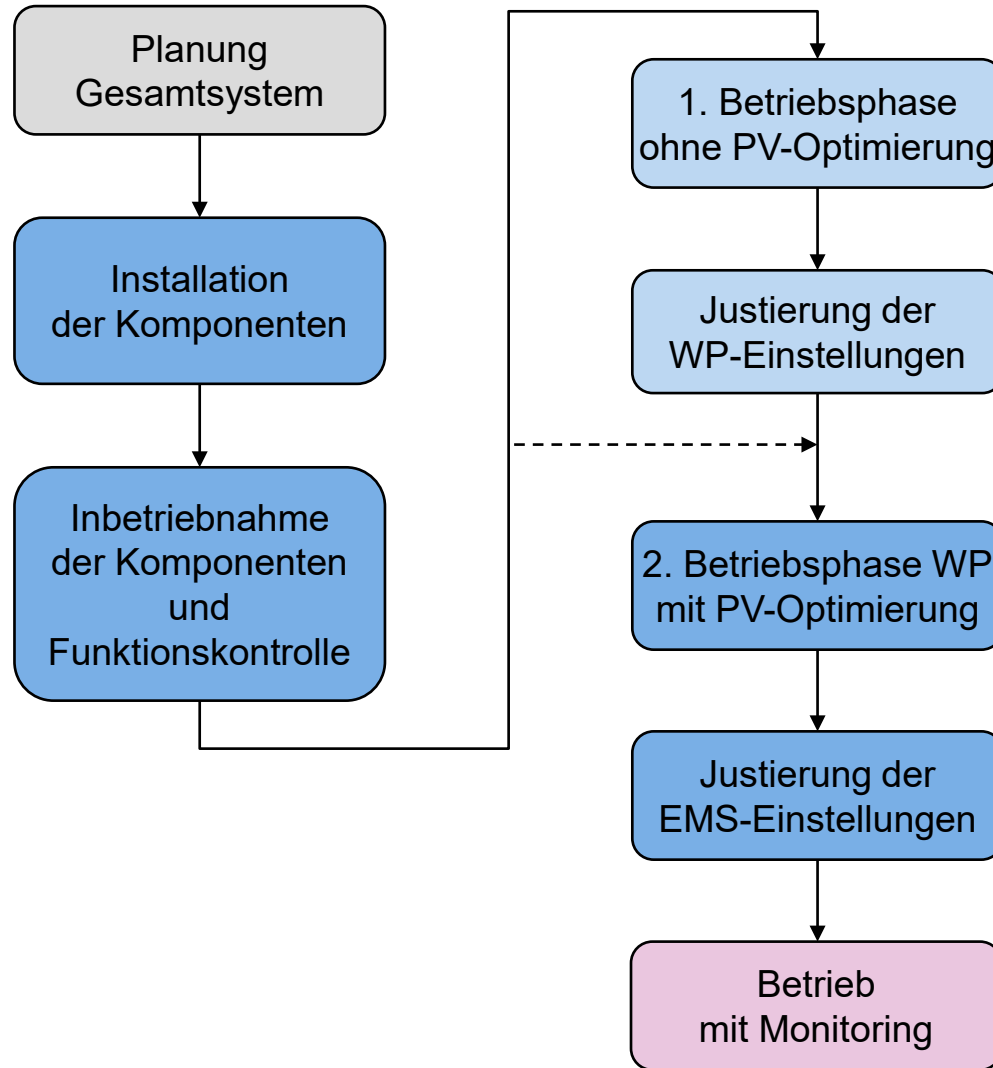 Planung
Gesamtsystem
Installation
der Komponenten
Inbetriebnahme
der Komponenten
und
Funktionskontrolle
1. Betriebsphase
ohne PV-Optimierung
Justierung der
WP-Einstellungen
2. Betriebsphase WP
mit PV-Optimierung
Justierung der
EMS-Einstellungen
Betrieb
mit Monitoring